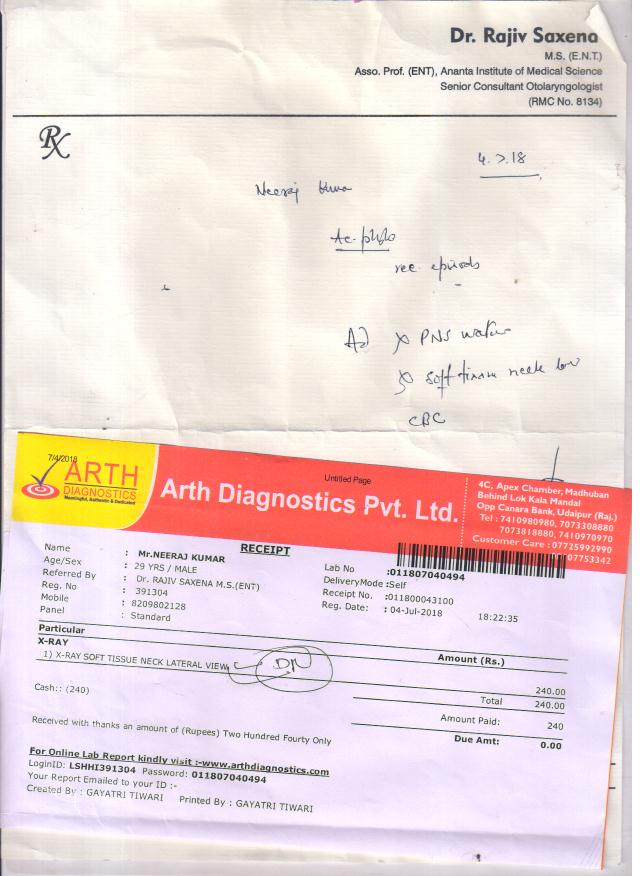 Dr. Rajiv Saxena
M.S. (E.N.T.)
Asso. Prof. (ENT), Ananta Institute of Medical Science
Senior Consultant Otolaryngologist
(RMC No. 8134)
Rx
4.7.18
Neeraj Kumar
rec. episods
Ad x PNS water
x soft tissue neck
CBC
7/4/2018
ARTH
DIAGNOSTICS
Meaningful, Authentic & Dedicated
Untitled Page
Arth Diagnostics Pvt. Ltd.
4C, Apex Chamber, Madhuban
Behind Lok Kala Mandal
Opp Canara Bank, Udaipur (Raj.)
Tel : 7410980980, 7073308880
7073818880, 7410970970
Customer Care : 07725992990
07753342
RECEIPT
Name : Mr.NEERAJ KUMAR
Age/Sex : 29 YRS / MALE
Referred By : Dr. RAJIV SAXENA M.S.(ENT)
Reg. No : 391304
Mobile : 8209802128
Panel : Standard
Lab No :011807040494
DeliveryMode :Self
Receipt No. :011800043100
Reg. Date: : 04-Jul-2018 18:22:35
Particular Amount (Rs.)
X-RAY
1) X-RAY SOFT TISSUE NECK LATERAL VIEW 240.00
Total 240.00
Cash:: (240)
Amount Paid: 240
Received with thanks an amount of (Rupees) Two Hundred Fourty Only
Due Amt: 0.00
For Online Lab Report kindly visit :-www.arthdiagnostics.com
LoginID: LSHHI391304 Password: 011807040494
Your Report Emailed to your ID :-
Created By : GAYATRI TIWARI Printed By : GAYATRI TIWARI